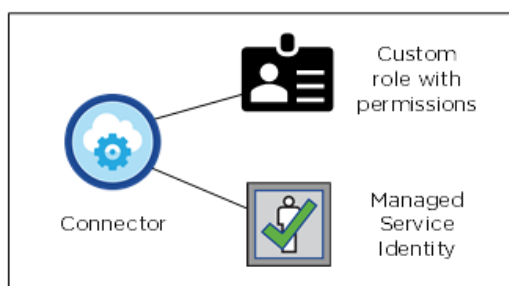 Custom
role with
permissions
Connector
Managed
Service
Identity